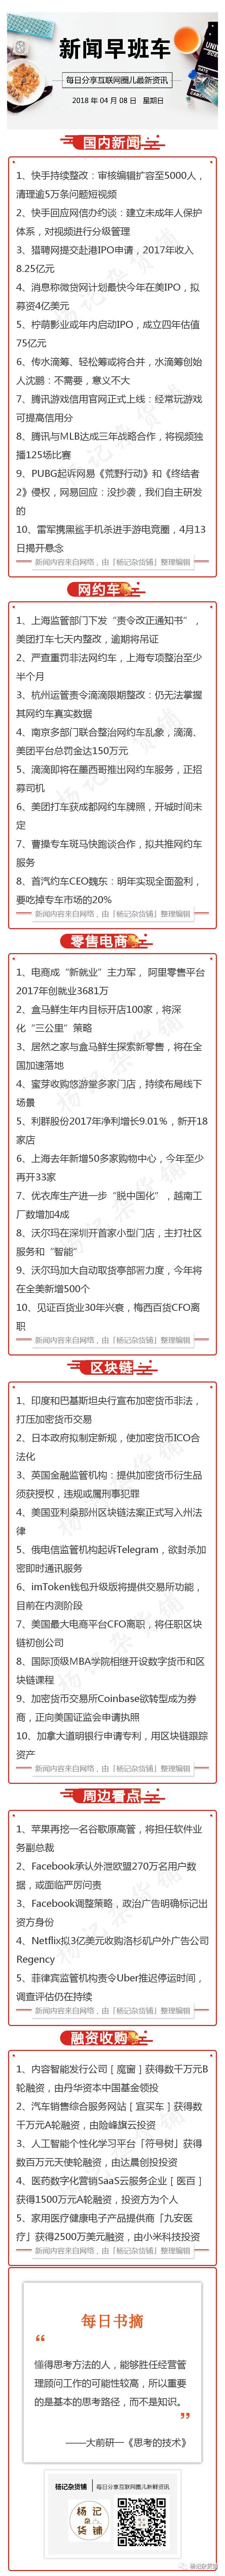 新闻早班车
每日分享互联网圈儿最新资讯
2018 年 04 月 08 日 星期日
国内新闻
1、快手持续整改：审核编辑扩容至5000人，
清理逾5万条问题短视频
2、快手回应网信办约谈：建立未成年人保护
体系，对视频进行分级管理
3、猎聘网提交赴港IPO申请，2017年收入
8.25亿元
4、消息称微贷网计划最快今年在美IPO，拟
募资4亿美元
5、柠萌影业或年内启动IPO，成立四年估值
75亿元
6、传水滴筹、轻松筹或将合并，水滴筹创始
人沈鹏：不需要，意义不大
7、腾讯游戏信用官网正式上线：经常玩游戏
可提高信用分
8、腾讯与MLB达成三年战略合作，将视频独
播125场比赛
9、PUBG起诉网易《荒野行动》和《终结者
2》侵权，网易回应：没抄袭，我们自主研发
的
10、雷军携黑鲨手机杀进手游电竞圈，4月13
日揭开悬念
新闻内容来自网络，由「杨记杂货铺」整理编辑
网约车
1、上海监管部门下发“责令改正通知书”，
美团打车七天内整改，逾期将吊证
2、严查重罚非法网约车，上海专项整治至少
半个月
3、杭州运管责令滴滴限期整改：仍无法掌握
其网约车真实数据
4、南京多部门联合整治网约车乱象，滴滴、
美团平台总罚金达150万元
5、滴滴即将在墨西哥推出网约车服务，正招
募司机
6、美团打车获成都网约车牌照，开城时间未
定
7、曹操专车斑马快跑谈合作，拟共推网约车
服务
8、首汽约车CEO魏东：明年实现全面盈利，
要吃掉专车市场的20%
新闻内容来自网络，由「杨记杂货铺」整理编辑
零售电商
1、电商成“新就业”主力军， 阿里零售平台
2017年创就业3681万
2、盒马鲜生年内目标开店100家，将深
化“三公里”策略
3、居然之家与盒马鲜生探索新零售，将在全
国加速落地
4、蜜芽收购悠游堂多家门店，持续布局线下
场景
5、利群股份2017年净利增长9.01％，新开18
家店
6、上海去年新增50多家购物中心，今年至少
再开33家
7、优衣库生产进一步“脱中国化”，越南工
厂数增加4成
8、沃尔玛在深圳开首家小型门店，主打社区
服务和“智能”
9、沃尔玛加大自动取货亭部署力度，今年将
在全美新增500个
10、见证百货业30年兴衰，梅西百货CFO离
职
新闻内容来自网络，由「杨记杂货铺」整理编辑
区块链
1、印度和巴基斯坦央行宣布加密货币非法，
打压加密货币交易
2、日本政府拟制定新规，使加密货币ICO合
法化
3、英国金融监管机构：提供加密货币衍生品
须获授权，违规或属刑事犯罪
4、美国亚利桑那州区块链法案正式写入州法
律
5、俄电信监管机构起诉Telegram，欲封杀加
密即时通讯服务
6、imToken钱包升级版将提供交易所功能，
目前在内测阶段
7、美国最大电商平台CFO离职，将任职区块
链初创公司
8、国际顶级MBA学院相继开设数字货币和区
块链课程
9、加密货币交易所Coinbase欲转型成为券
商，正向美国证监会申请执照
10、加拿大道明银行申请专利，用区块链跟踪
资产
新闻内容来自网络，由「杨记杂货铺」整理编辑
周边看点
1、苹果再挖一名谷歌原高管，将担任软件业
务副总裁
2、Facebook承认外泄欧盟270万名用户数
据，或面临严厉问责
3、Facebook调整策略，政治广告明确标记出
资方身份
4、Netflix拟3亿美元收购洛杉矶户外广告公司
Regency
5、菲律宾监管机构责令Uber推迟停运时间，
调查评估仍在持续
新闻内容来自网络，由「杨记杂货铺」整理编辑
融资收购
1、内容智能发行公司［魔窗］获得数千万元B
轮融资，由丹华资本中国基金领投
2、汽车销售综合服务网站［宜买车］获得数
千万元A轮融资，由险峰旗云投资
3、人工智能个性化学习平台「符号树」获得
数百万元天使轮融资，由达晨创投投资
4、医药数字化营销SaaS云服务企业［医百］
获得1500万元A轮融资，投资方为个人
5、家用医疗健康电子产品提供商「九安医
疗」获得2500万美元融资，由小米科技投资
新闻内容来自网络，由「杨记杂货铺」整理编辑
每日书摘
“
懂得思考方法的人，能够胜任经营管
理顾问工作的可能性较高，所以重要
的是基本的思考路径，而不是知识。
”
——大前研一《思考的技术》
杨记杂货铺 每日分享互联网圈儿新鲜资讯
杨记
杂货
铺
杨记杂货铺